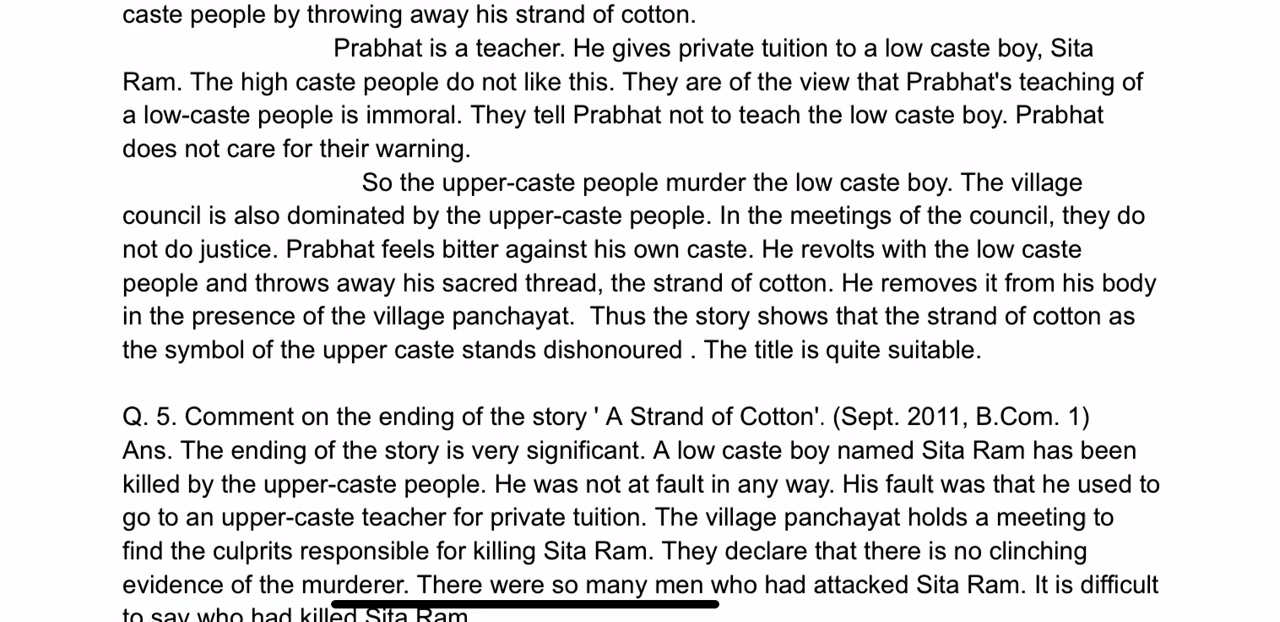 caste people by throwing away his strand of cotton.
Prabhat is a teacher. He gives private tuition to a low caste boy, Sita
Ram. The high caste people do not like this. They are of the view that Prabhat's teaching of
a low-caste people is immoral. They tell Prabhat not to teach the low caste boy. Prabhat
does not care for their warning.
So the upper-caste people murder the low caste boy. The village
council is also dominated by the upper-caste people. In the meetings of the council, they do
not do justice. Prabhat feels bitter against his own caste. He revolts with the low caste
people and throws away his sacred thread, the strand of cotton. He removes it from his body
in the presence of the village panchayat.  Thus the story shows that the strand of cotton as
the symbol of the upper caste stands dishonoured . The title is quite suitable.
Q. 5. Comment on the ending of the story ' A Strand of Cotton'. (Sept. 2011, B.Com. 1)
Ans. The ending of the story is very significant. A low caste boy named Sita Ram has been
killed by the upper-caste people. He was not at fault in any way. His fault was that he used to
go to an upper-caste teacher for private tuition. The village panchayat holds a meeting to
find the culprits responsible for killing Sita Ram. They declare that there is no clinching
evidence of the murderer. There were so many men who had attacked Sita Ram. It is difficult
to say who had killed Sita Ram